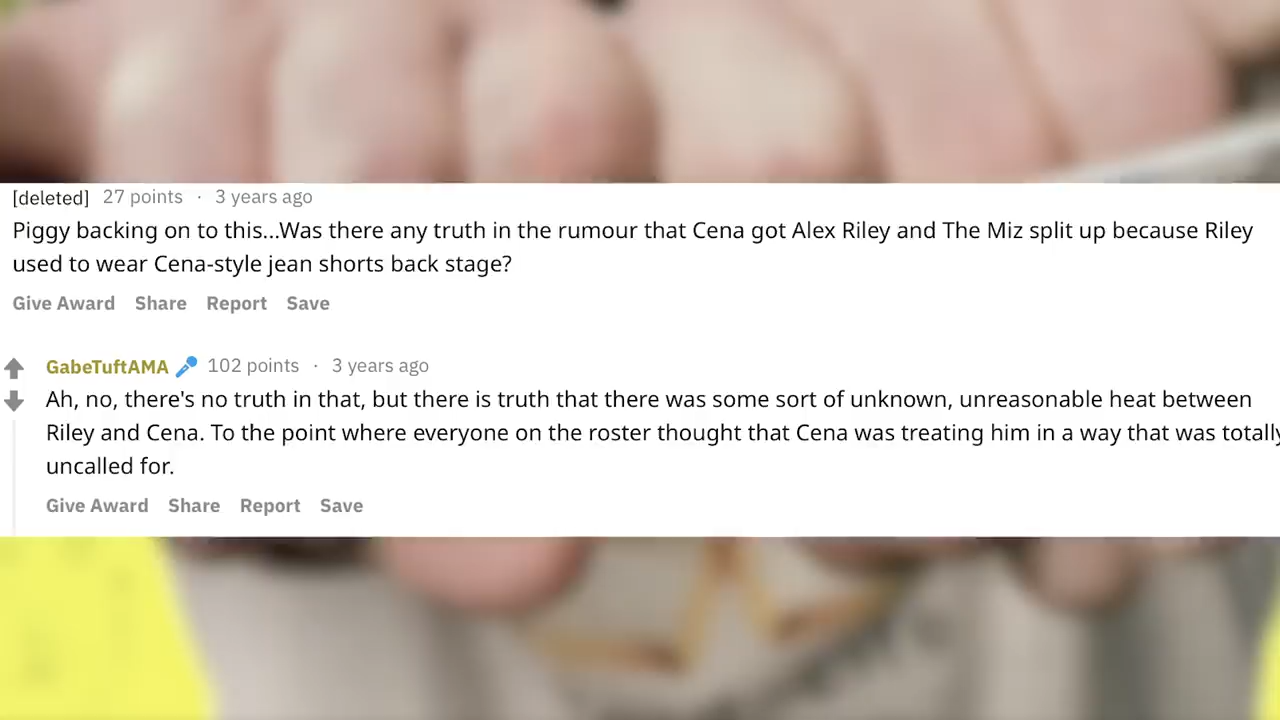 [deleted] 27 points · 3 years ago
Piggy backing on to this...Was there any truth in the rumour that Cena got Alex Riley and The Miz split up because Riley
used to wear Cena-style jean shorts back stage?
Give Award Share Report Save
GabeTuftAMA 102 points · 3 years ago
Ah, no, there's no truth in that, but there is truth that there was some sort of unknown, unreasonable heat between
Riley and Cena. To the point where everyone on the roster thought that Cena was treating him in a way that was totally
uncalled for.
Give Award Share Report Save